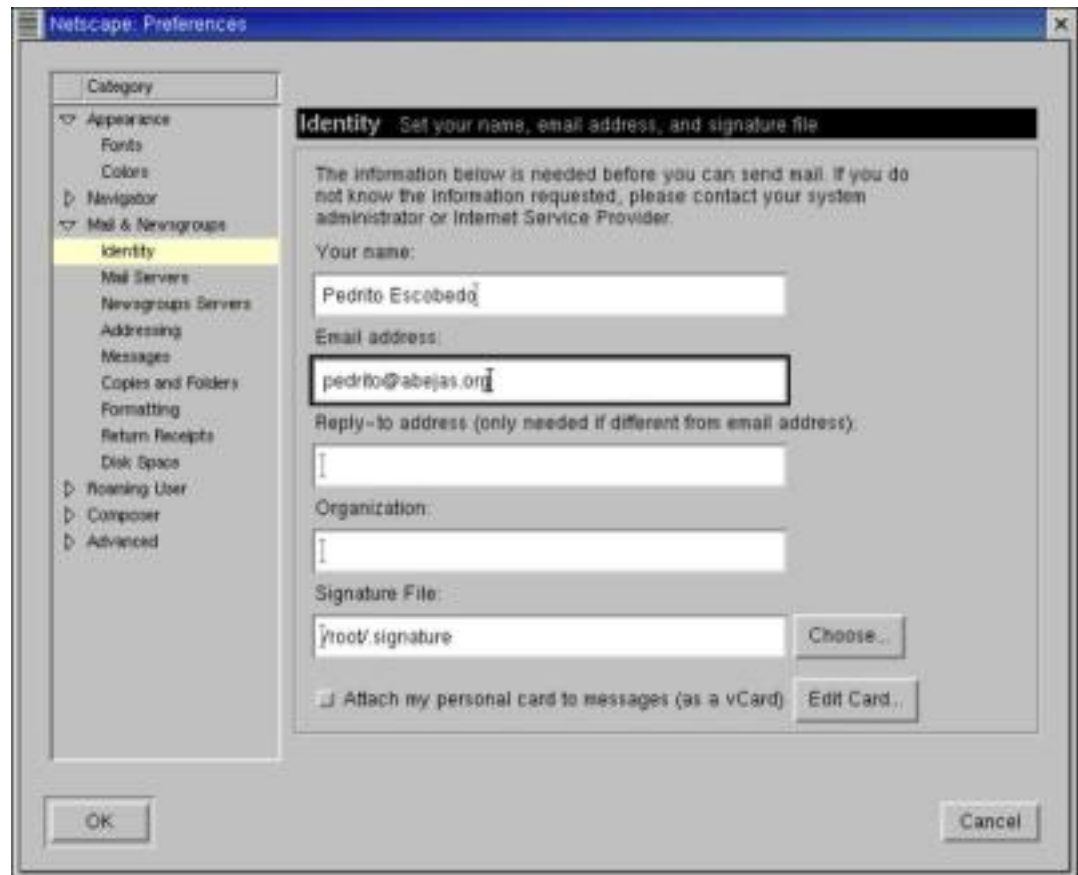 Netscape: Preferences
Category
Appearance
Fonts
Colors
Navigator
Mail & Newsgroups
Identity
Mail Servers
Newsgroups Servers
Addressing
Messages
Copies and Folders
Formatting
Return Receipts
Disk Space
Roaming User
Composer
Advanced
Identity Set your name, email address, and signature file
The information below is needed before you can send mail. If you do
not know the information requested, please contact your system
administrator or Internet Service Provider.
Your name:
Pedrito Escobedo
Email address:
pedrito@abejas.org
Reply-to address (only needed if different from email address):
Organization:
Signature File:
/root/.signature
Choose...
Attach my personal card to messages (as a vCard)
Edit Card...
OK
Cancel